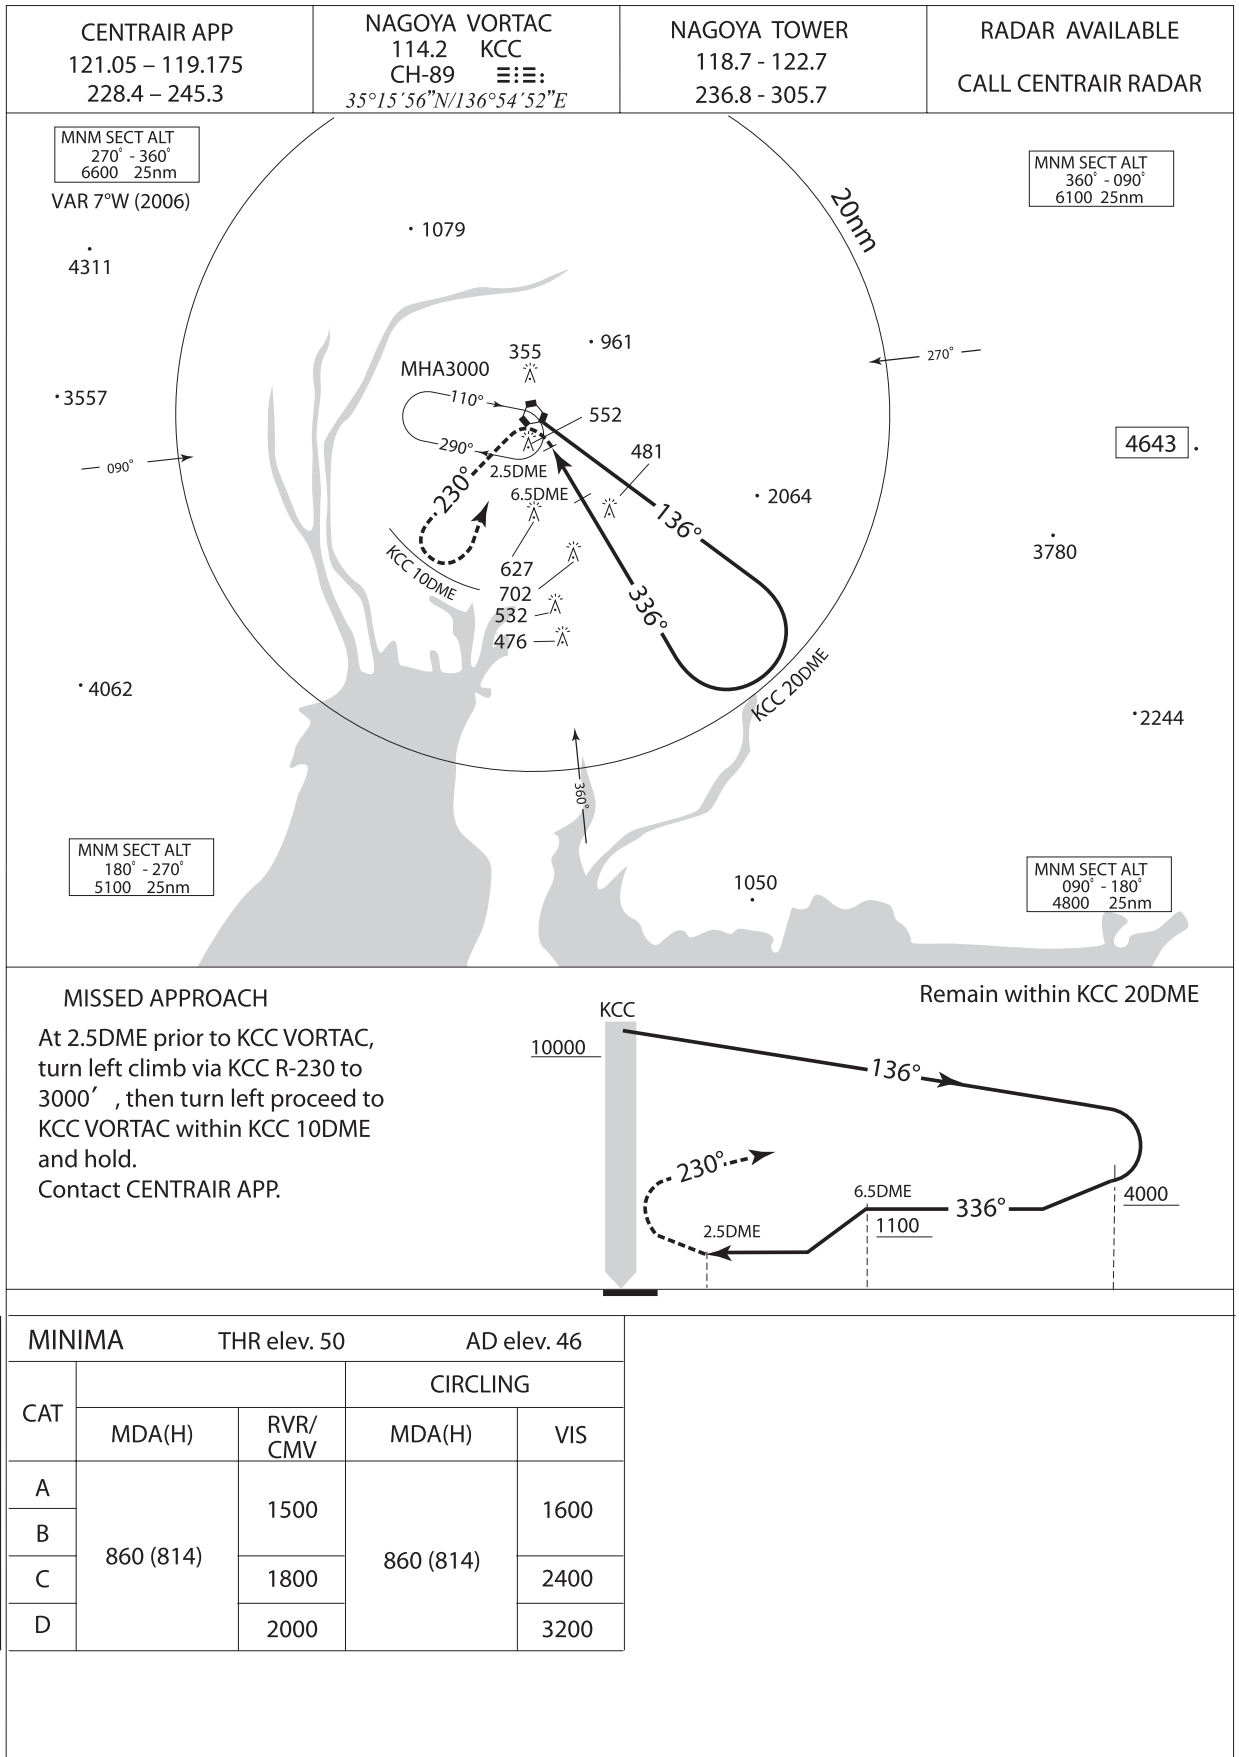 CENTRAIR APP
121.05 – 119.175
228.4 – 245.3
NAGOYA VORTAC
114.2 KCC
CH-89
35°15´56”N/136°54´52”E
NAGOYA TOWER
118.7 - 122.7
236.8 - 305.7
RADAR AVAILABLE
CALL CENTRAIR RADAR
MNM SECT ALT
270° - 360°
6600 25nm
VAR 7°W (2006)
MNM SECT ALT
360° - 090°
6100 25nm
20nm
1079
4311
961
355
MHA3000
270°
3557
110°
552
4643
290°
481
090°
2.5DME
230°
6.5DME
2064
136°
3780
KCC 10DME
627
702
336°
532
476
KCC 20DME
4062
2244
360°
MNM SECT ALT
180° - 270°
5100 25nm
1050
MNM SECT ALT
090° - 180°
4800 25nm
MISSED APPROACH
At 2.5DME prior to KCC VORTAC,
turn left climb via KCC R-230 to
3000´ , then turn left proceed to
KCC VORTAC within KCC 10DME
and hold.
Contact CENTRAIR APP.
Remain within KCC 20DME
KCC
10000
136°
230°
6.5DME
4000
336°
1100
2.5DME
MINIMA THR elev. 50 AD elev. 46
CAT
CIRCLING
MDA(H)
RVR/
CMV
MDA(H)
VIS
A
1500
1600
B
860 (814)
860 (814)
C
1800
2400
D
2000
3200